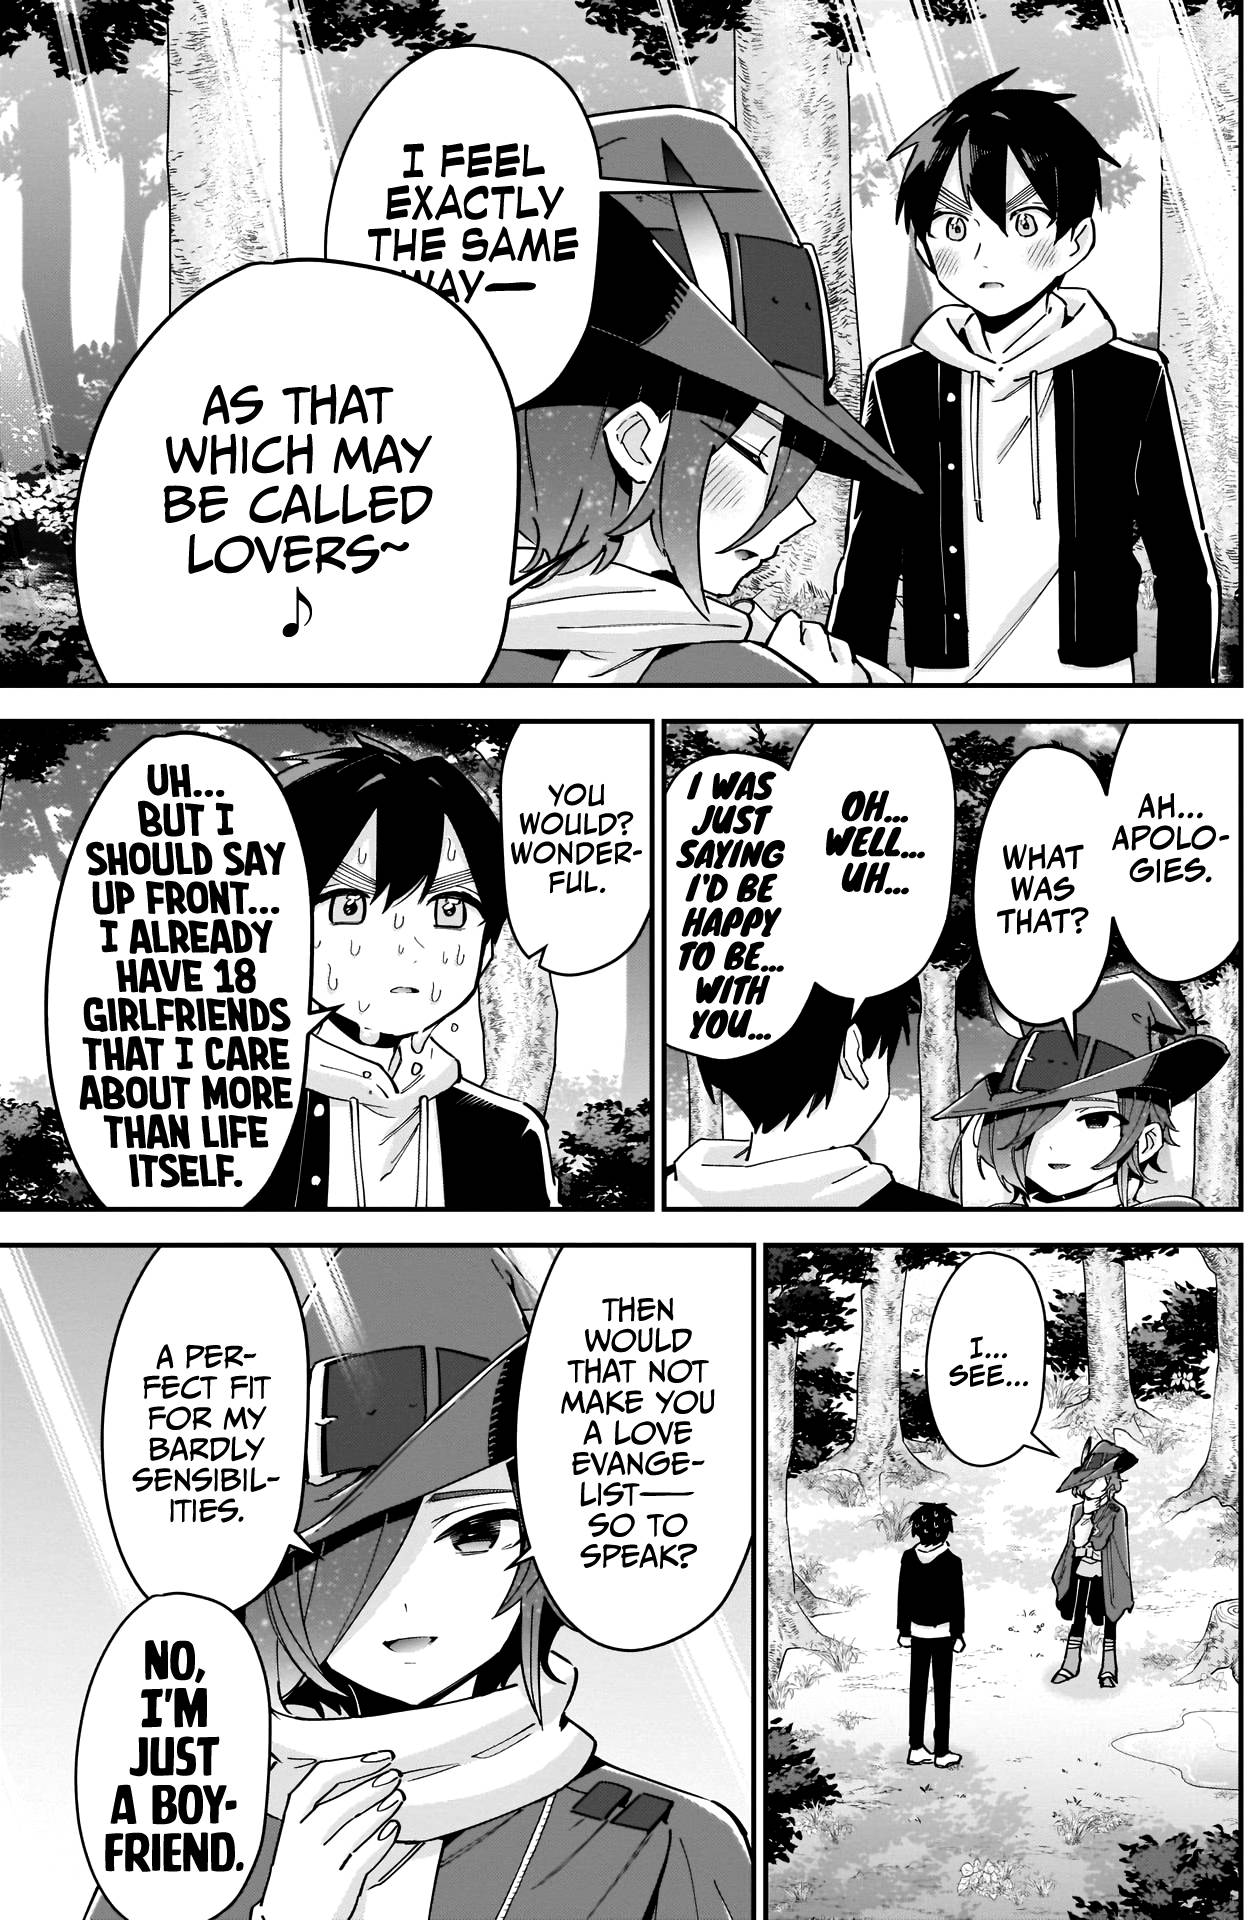 I FEEL
EXACTLY
THE SAME
WAY—
AS THAT
WHICH MAY
BE CALLED
LOVERS~
♪
AH...
APOLO-
GIES.
WHAT
WAS
THAT?
OH...
WELL...
UH...
I WAS
JUST
SAYING
I'D BE
HAPPY
TO BE...
WITH
YOU...
YOU
WOULD?
WONDER-
FUL.
UH...
BUT I
SHOULD SAY
UP FRONT...
I ALREADY
HAVE 18
GIRLFRIENDS
THAT I CARE
ABOUT MORE
THAN LIFE
ITSELF.
I...
SEE...
THEN
WOULD
THAT NOT
MAKE YOU
A LOVE
EVANGE-
LIST—
SO TO
SPEAK?
A PER-
FECT FIT
FOR MY
BARDLY
SENSIBIL-
ITIES.
NO,
I'M
JUST
A BOY-
FRIEND.